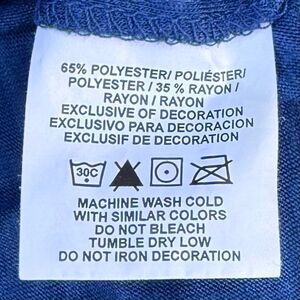 65% POLYESTER/ POLIÉSTER/
POLYESTER / 35 % RAYON /
RAYON / RAYON
EXCLUSIVE OF DECORATION
EXCLUSIVO PARA DECORACION
EXCLUSIF DE DECORATION
30C
MACHINE WASH COLD
WITH SIMILAR COLORS
DO NOT BLEACH
TUMBLE DRY LOW
DO NOT IRON DECORATION